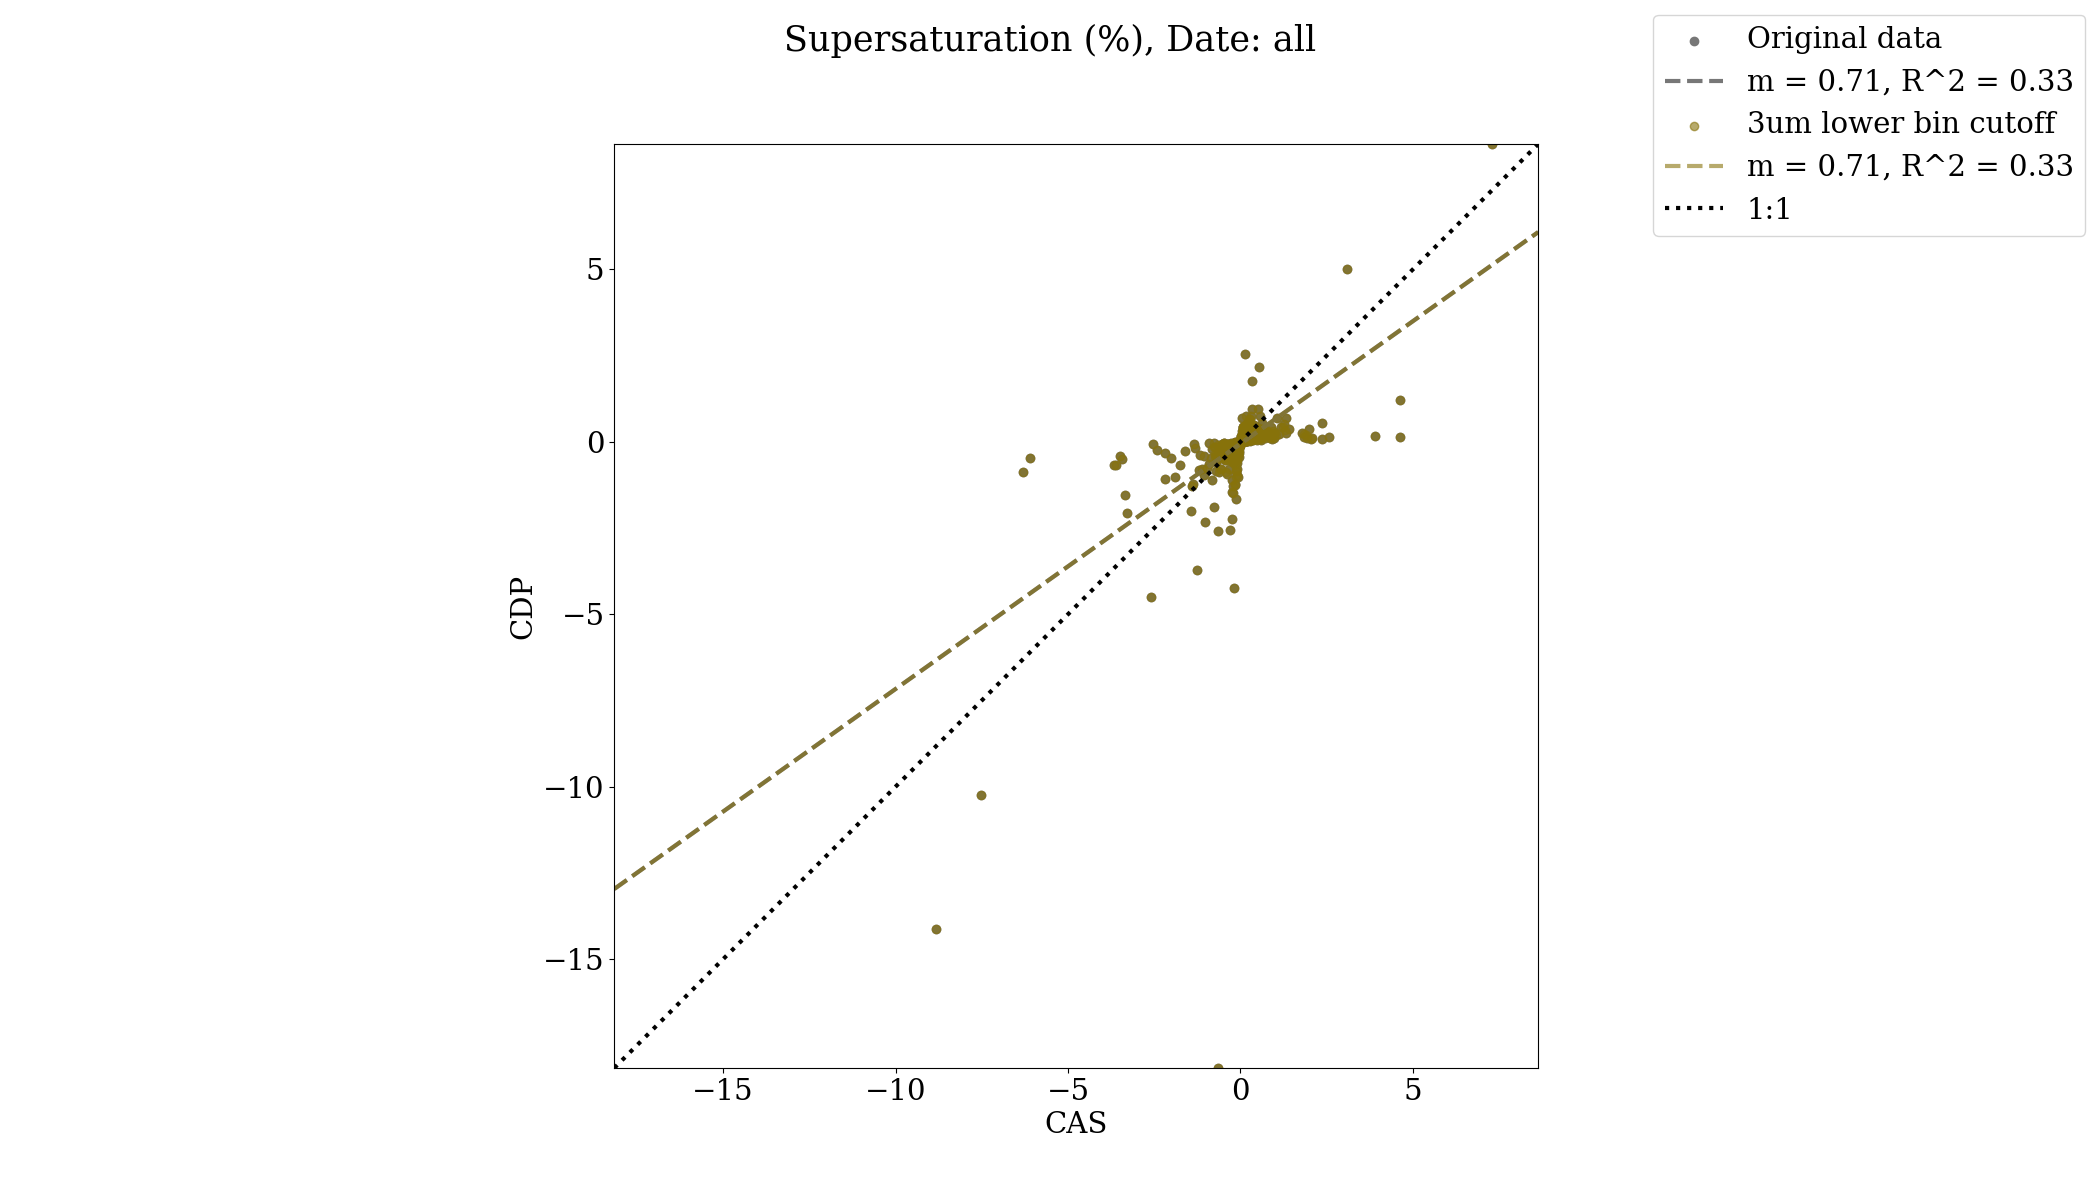 Supersaturation (%), Date: all
Original data
m = 0.71, R^2 = 0.33
3um lower bin cutoff
m = 0.71, R^2 = 0.33
1:1
5
0
−5
−10
−15
CDP
−15
−10
−5
0
5
CAS